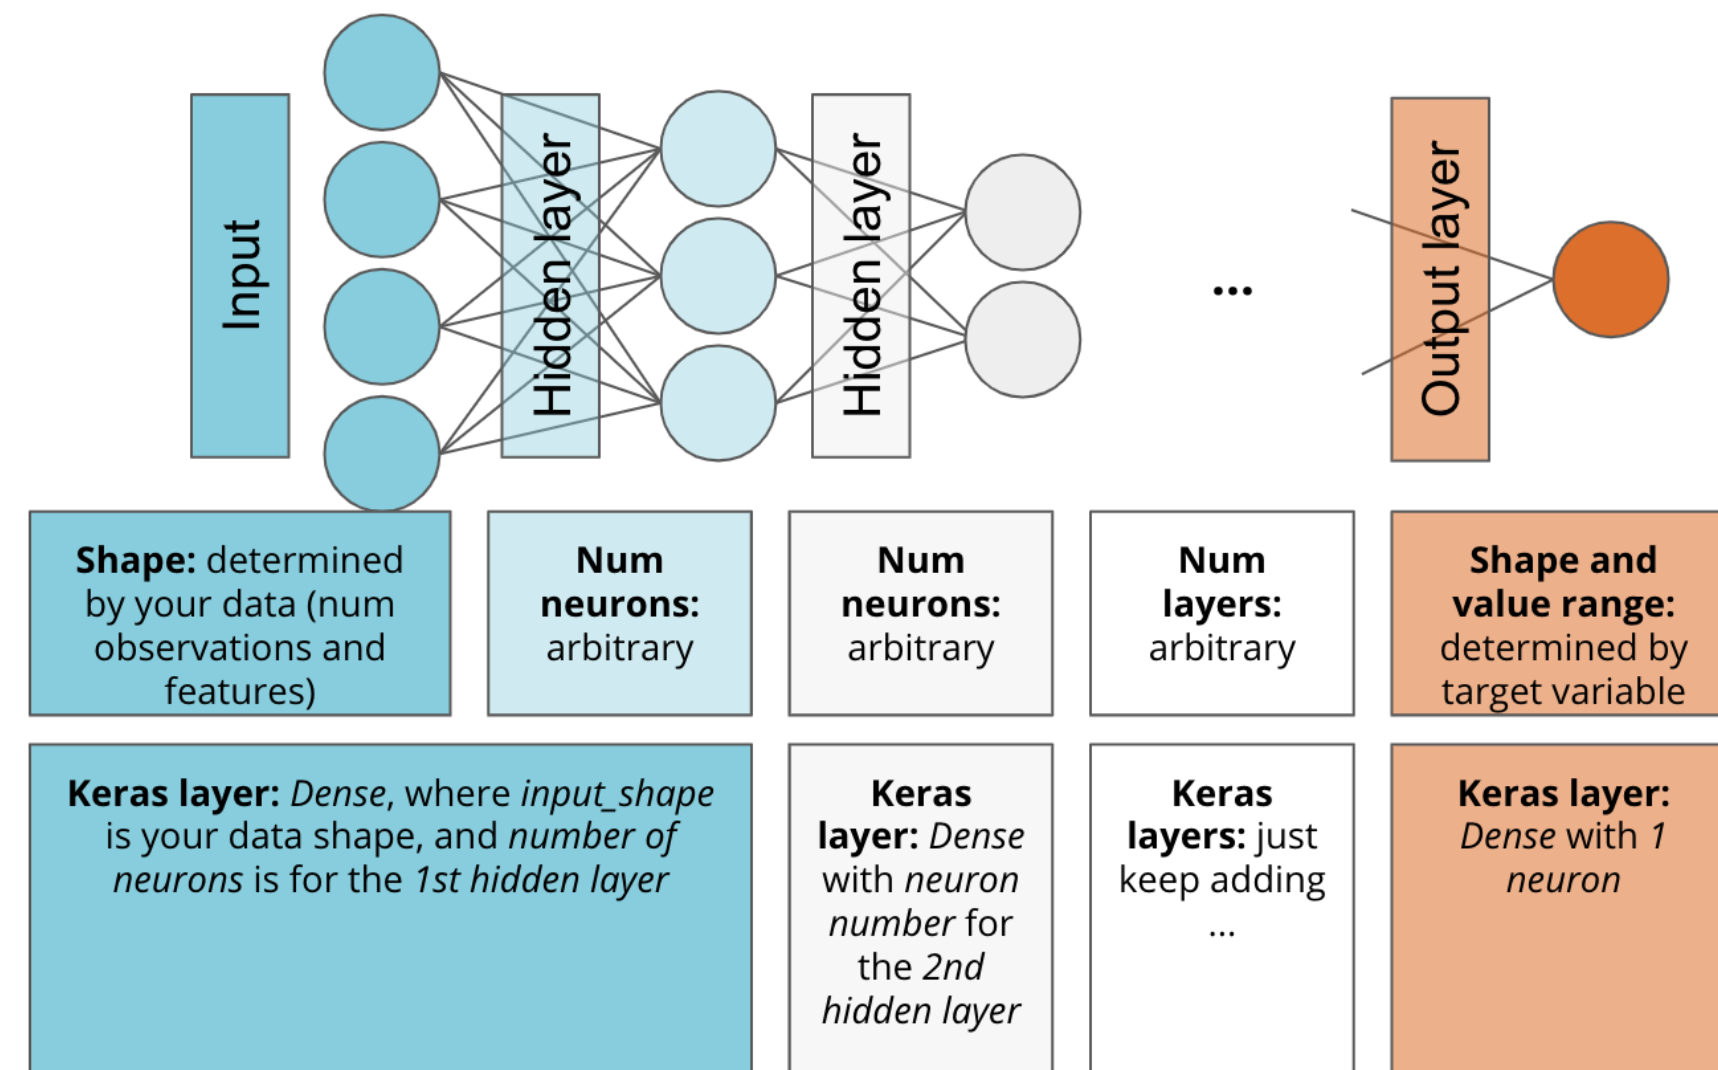 Input
Hidden layer
Hidden layer
...
Output layer
Shape: determined
by your data (num
observations and
features)
Num
neurons:
arbitrary
Num
neurons:
arbitrary
Num
layers:
arbitrary
Shape and
value range:
determined by
target variable
Keras layer: Dense, where input_shape
is your data shape, and number of
neurons is for the 1st hidden layer
Keras
layer: Dense
with neuron
number for
the 2nd
hidden layer
Keras
layers: just
keep adding
...
Keras layer:
Dense with 1
neuron